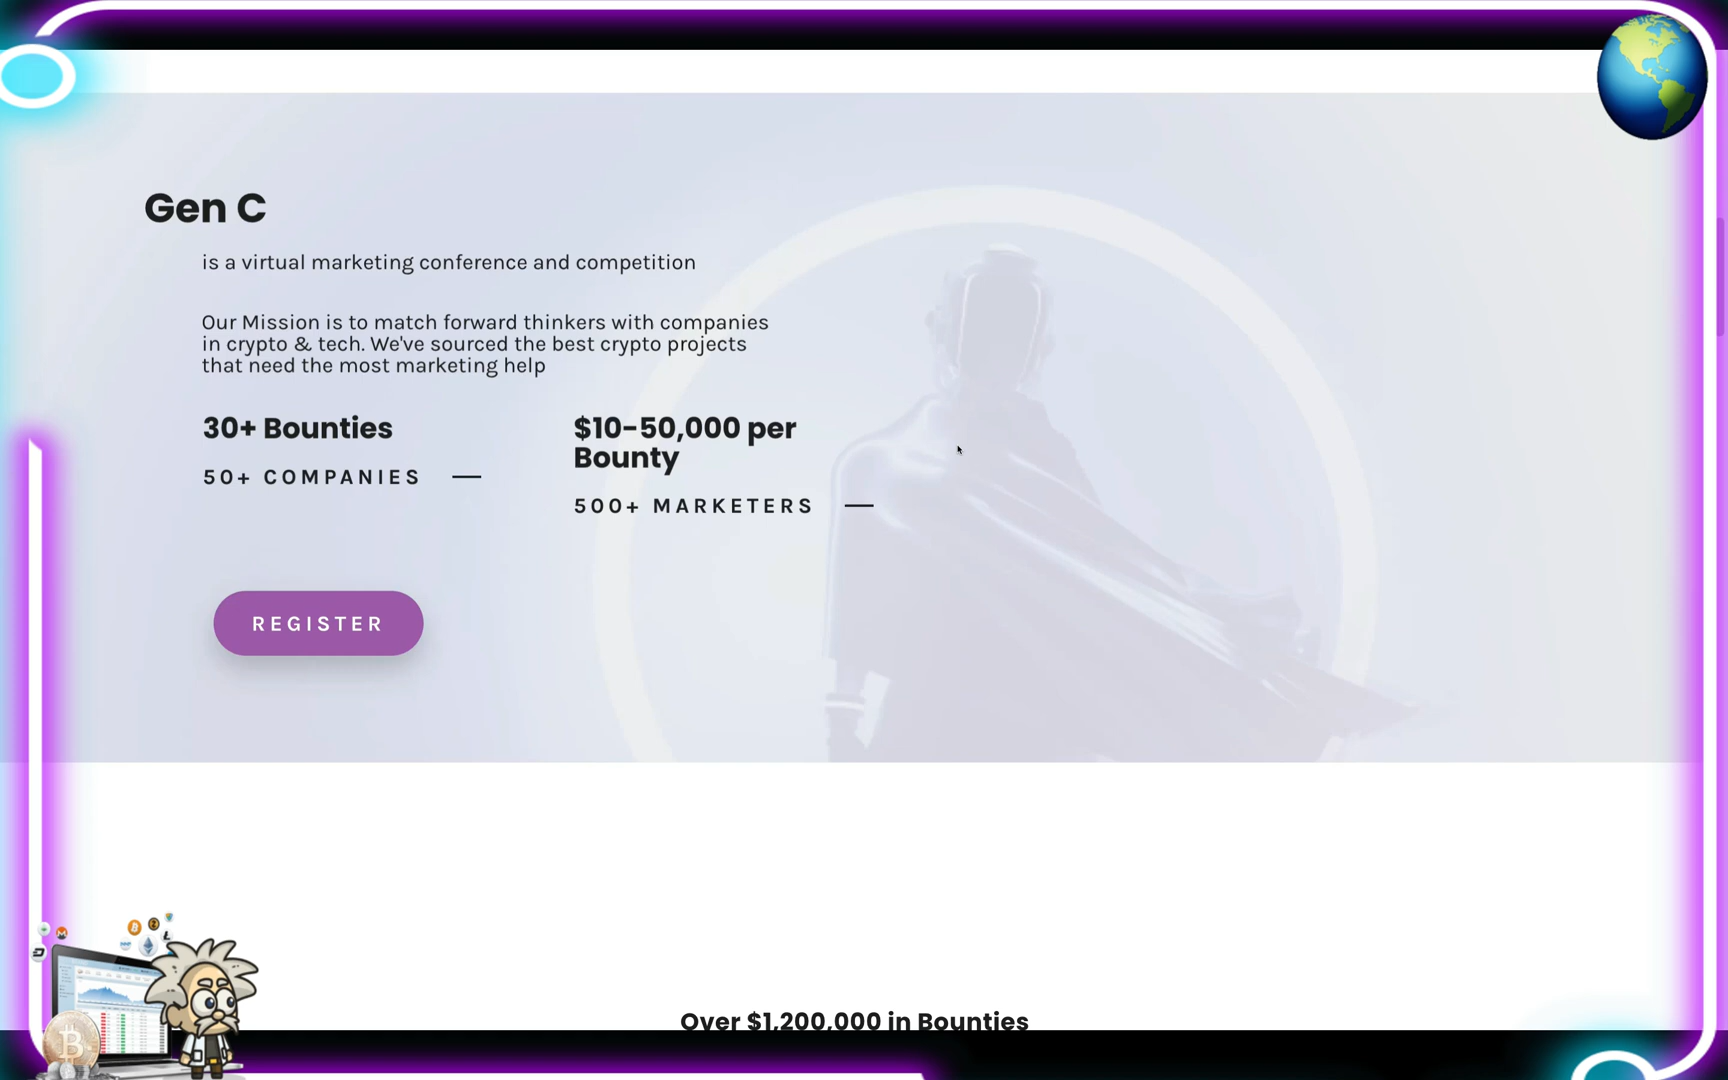 Gen C
is a virtual marketing conference and competition
Our Mission is to match forward thinkers with companies
in crypto & tech. We've sourced the best crypto projects
that need the most marketing help
30+ Bounties
50+ COMPANIES
$10-50,000 per
Bounty
500+ MARKETERS
REGISTER
Over $1,200,000 in Bounties